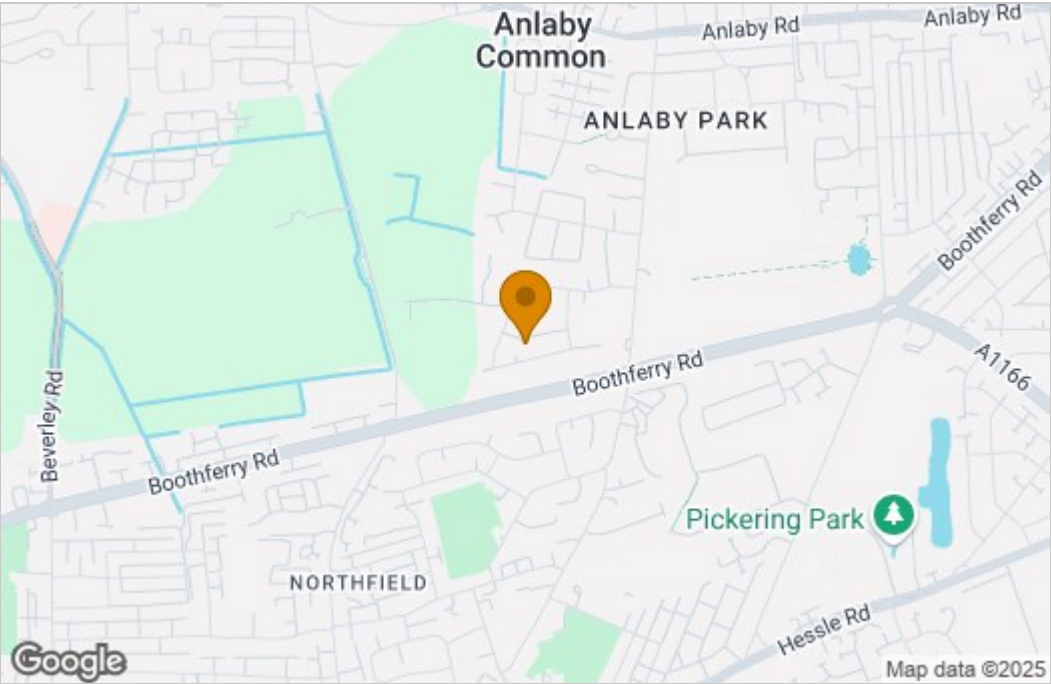 Anlaby
Common
Anlaby Rd
Anlaby Rd
ANLABY PARK
Boothferry Rd
Boothferry Rd
A1166
Beverley Rd
Boothferry Rd
Pickering Park
NORTHFIELD
Hessle Rd
Google
Map data ©2025